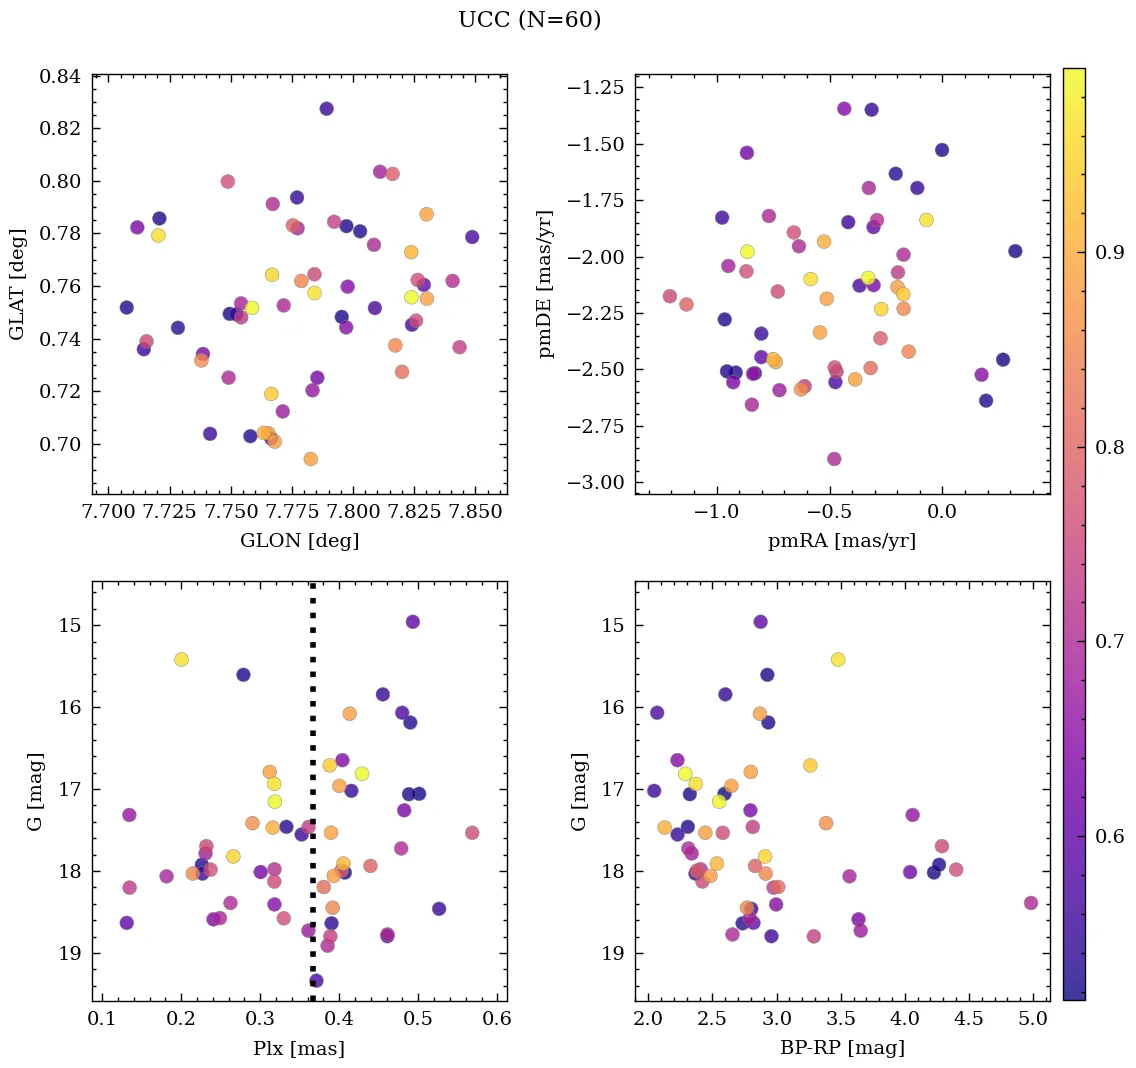 UCC (N=60)
0.84
0.82
0.80
0.78
0.76
0.74
0.72
0.70
GLAT [deg]
7.700 7.725 7.750 7.775 7.800 7.825 7.850
GLON [deg]
−1.25
−1.50
−1.75
−2.00
−2.25
−2.50
−2.75
−3.00
pmDE [mas/yr]
−1.0 −0.5 0.0
pmRA [mas/yr]
15
16
17
18
19
G [mag]
0.1 0.2 0.3 0.4 0.5 0.6
Plx [mas]
15
16
17
18
19
G [mag]
2.0 2.5 3.0 3.5 4.0 4.5 5.0
BP-RP [mag]
0.9
0.8
0.7
0.6